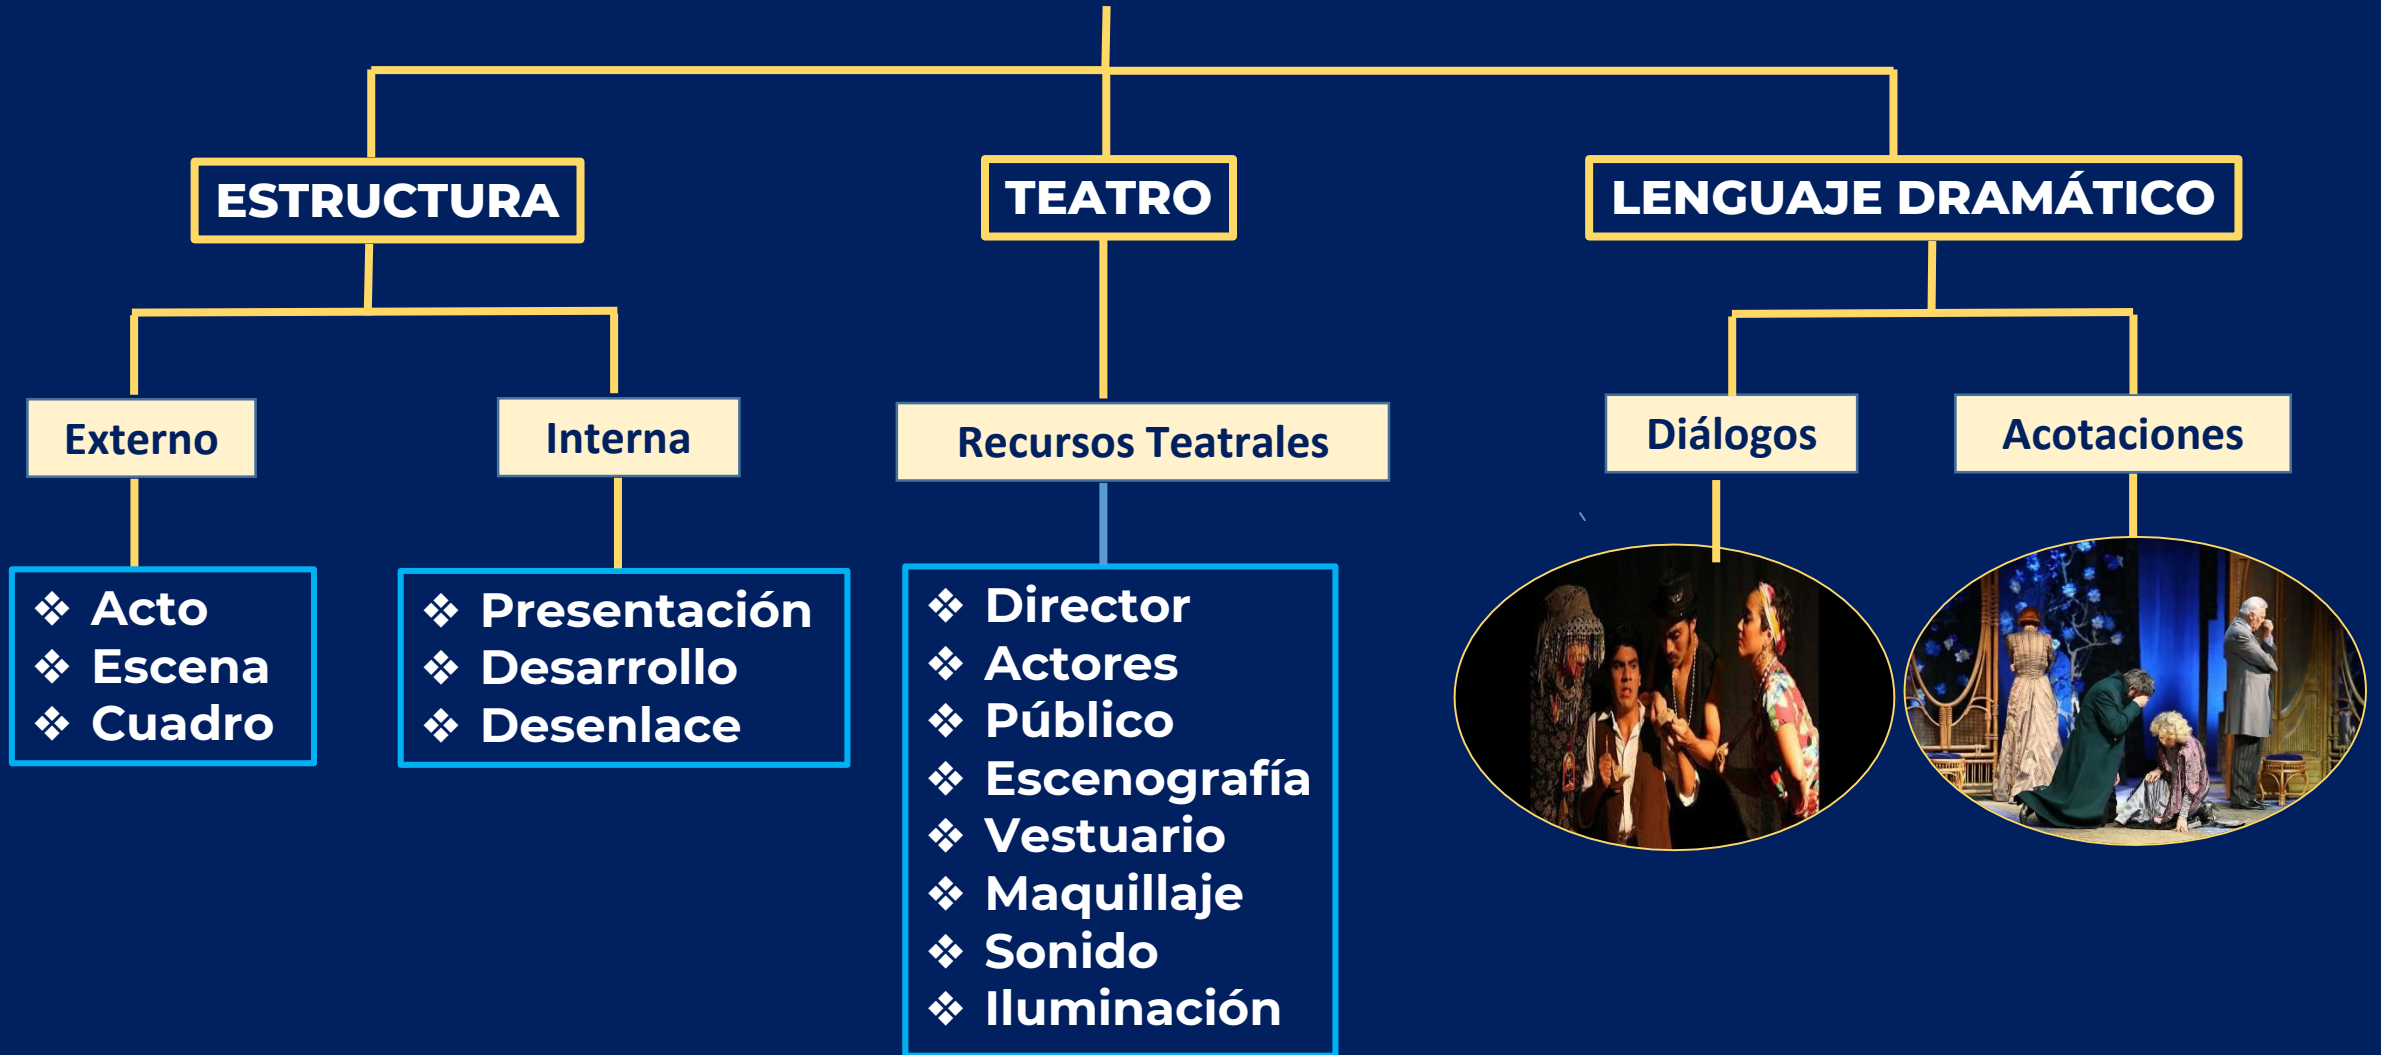 ESTRUCTURA
TEATRO
LENGUAJE DRAMÁTICO
Externo
Interna
Recursos Teatrales
Diálogos
Acotaciones
❖ Acto
❖ Escena
❖ Cuadro
❖ Presentación
❖ Desarrollo
❖ Desenlace
❖ Director
❖ Actores
❖ Público
❖ Escenografía
❖ Vestuario
❖ Maquillaje
❖ Sonido
❖ Iluminación